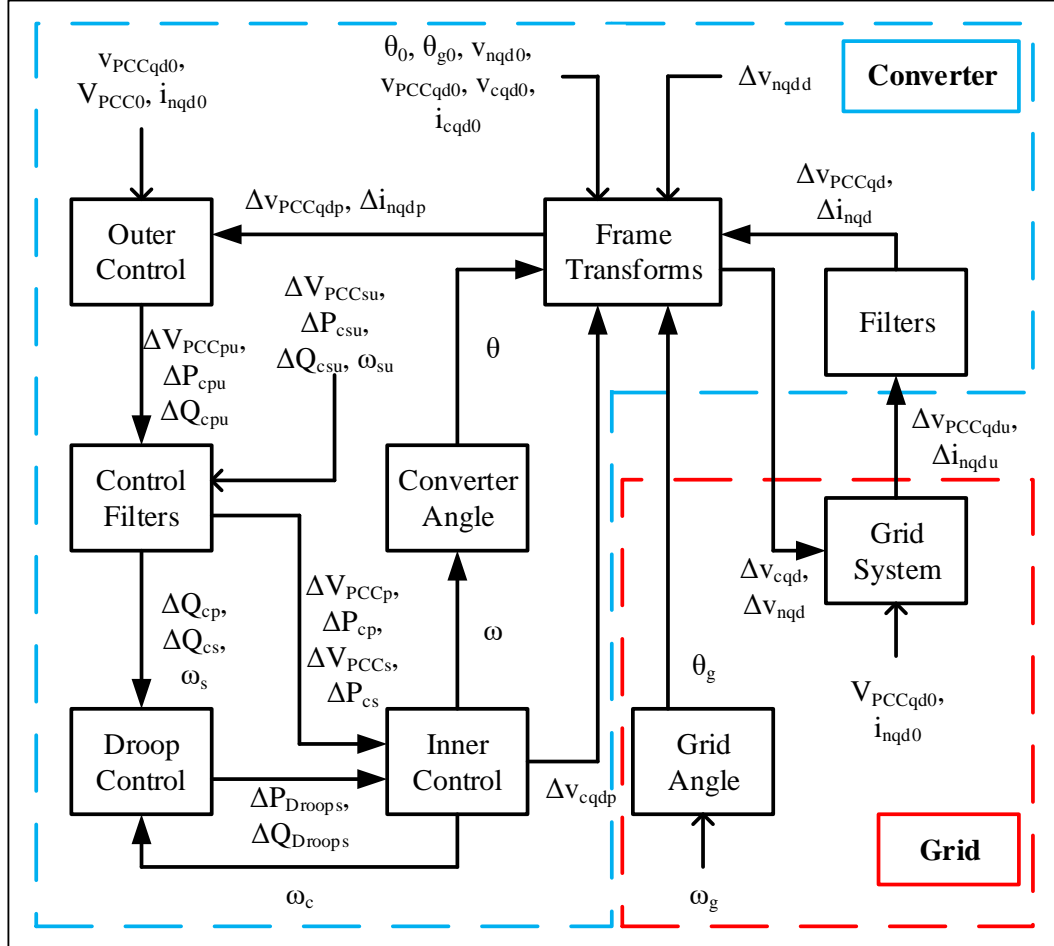 v_PCCqd0,
V_PCC0, i_nqd0
θ_0, θ_g0, v_nqd0,
v_PCCqd0, v_cqd0,
i_cqd0
Δv_nqdd
Converter
Δv_PCCqd,
Δi_nqd
Outer
Control
Δv_PCCqdp, Δi_nqdp
Frame
Transforms
Filters
ΔV_PCCpu,
ΔP_cpu
ΔQ_cpu
ΔV_PCCsu,
ΔP_csu,
ΔQ_csu, ω_su
θ
Δv_PCCqdu,
Δi_nqdu
Control
Filters
Converter
Angle
Grid
System
Δv_cqd,
Δv_nqd
ΔQ_cp,
ΔQ_cs,
ω_s
ΔV_PCCp,
ΔP_cp,
ΔV_PCCs,
ΔP_cs
ω
θ_g
V_PCCqd0,
i_nqd0
Droop
Control
Inner
Control
Grid
Angle
ΔP_Droops,
ΔQ_Droops
Δv_cqdp
Grid
ω_c
ω_g